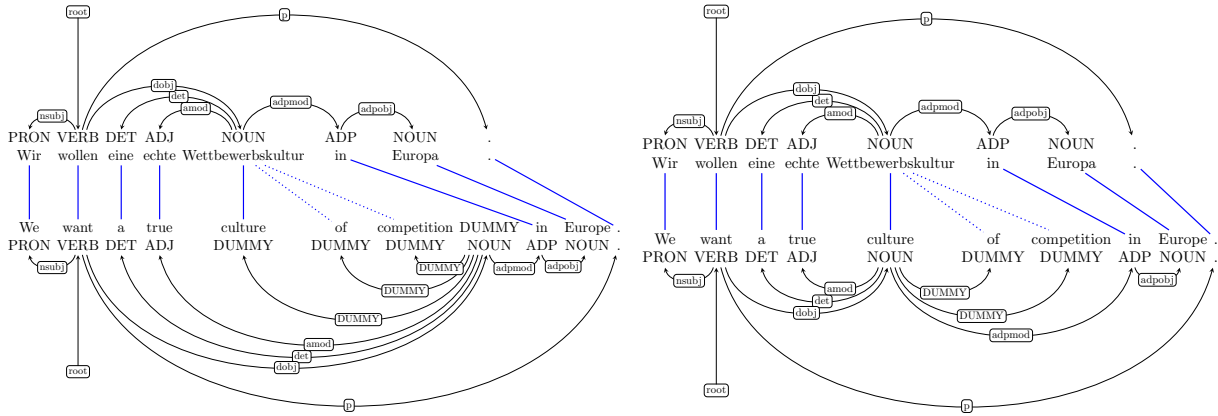 root
p
dobj
det
amod
nsubj
adpmod
adpobj
PRON VERB DET ADJ NOUN ADP NOUN .
Wir wollen eine echte Wettbewerbskultur in Europa .
We want a true culture of competition DUMMY in Europe .
PRON VERB DET ADJ DUMMY DUMMY DUMMY NOUN ADP NOUN .
nsubj
DUMMY
adpmod
adpobj
DUMMY
DUMMY
amod
det
dobj
root
p
root
p
dobj
det
amod
nsubj
adpmod
adpobj
PRON VERB DET ADJ NOUN ADP NOUN .
Wir wollen eine echte Wettbewerbskultur in Europa .
We want a true culture of competition in Europe .
PRON VERB DET ADJ NOUN DUMMY DUMMY ADP NOUN .
nsubj
adpobj
amod
DUMMY
det
dobj
DUMMY
adpmod
root
p